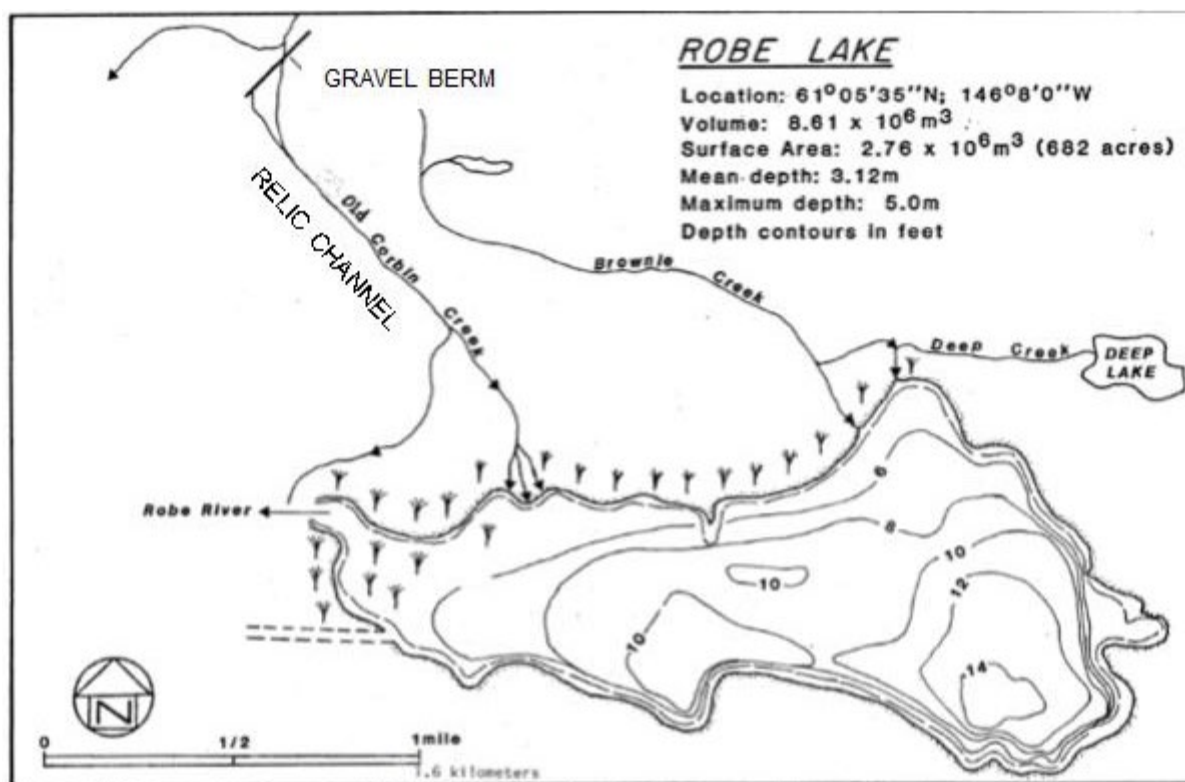 ROBE LAKE
Location: 61°05'35"N; 146°8'0"W
Volume: 8.61 x 10⁶m³
Surface Area: 2.76 x 10⁶m³ (682 acres)
Mean depth: 3.12m
Maximum depth: 5.0m
Depth contours in feet
GRAVEL BERM
RELIC CHANNEL
Old Corbin Creek
Brownie Creek
Deep Creek
DEEP
LAKE
Robe River
6
8
10
12
14
10
10
N
0 1/2 1mile
1.6 kilometers